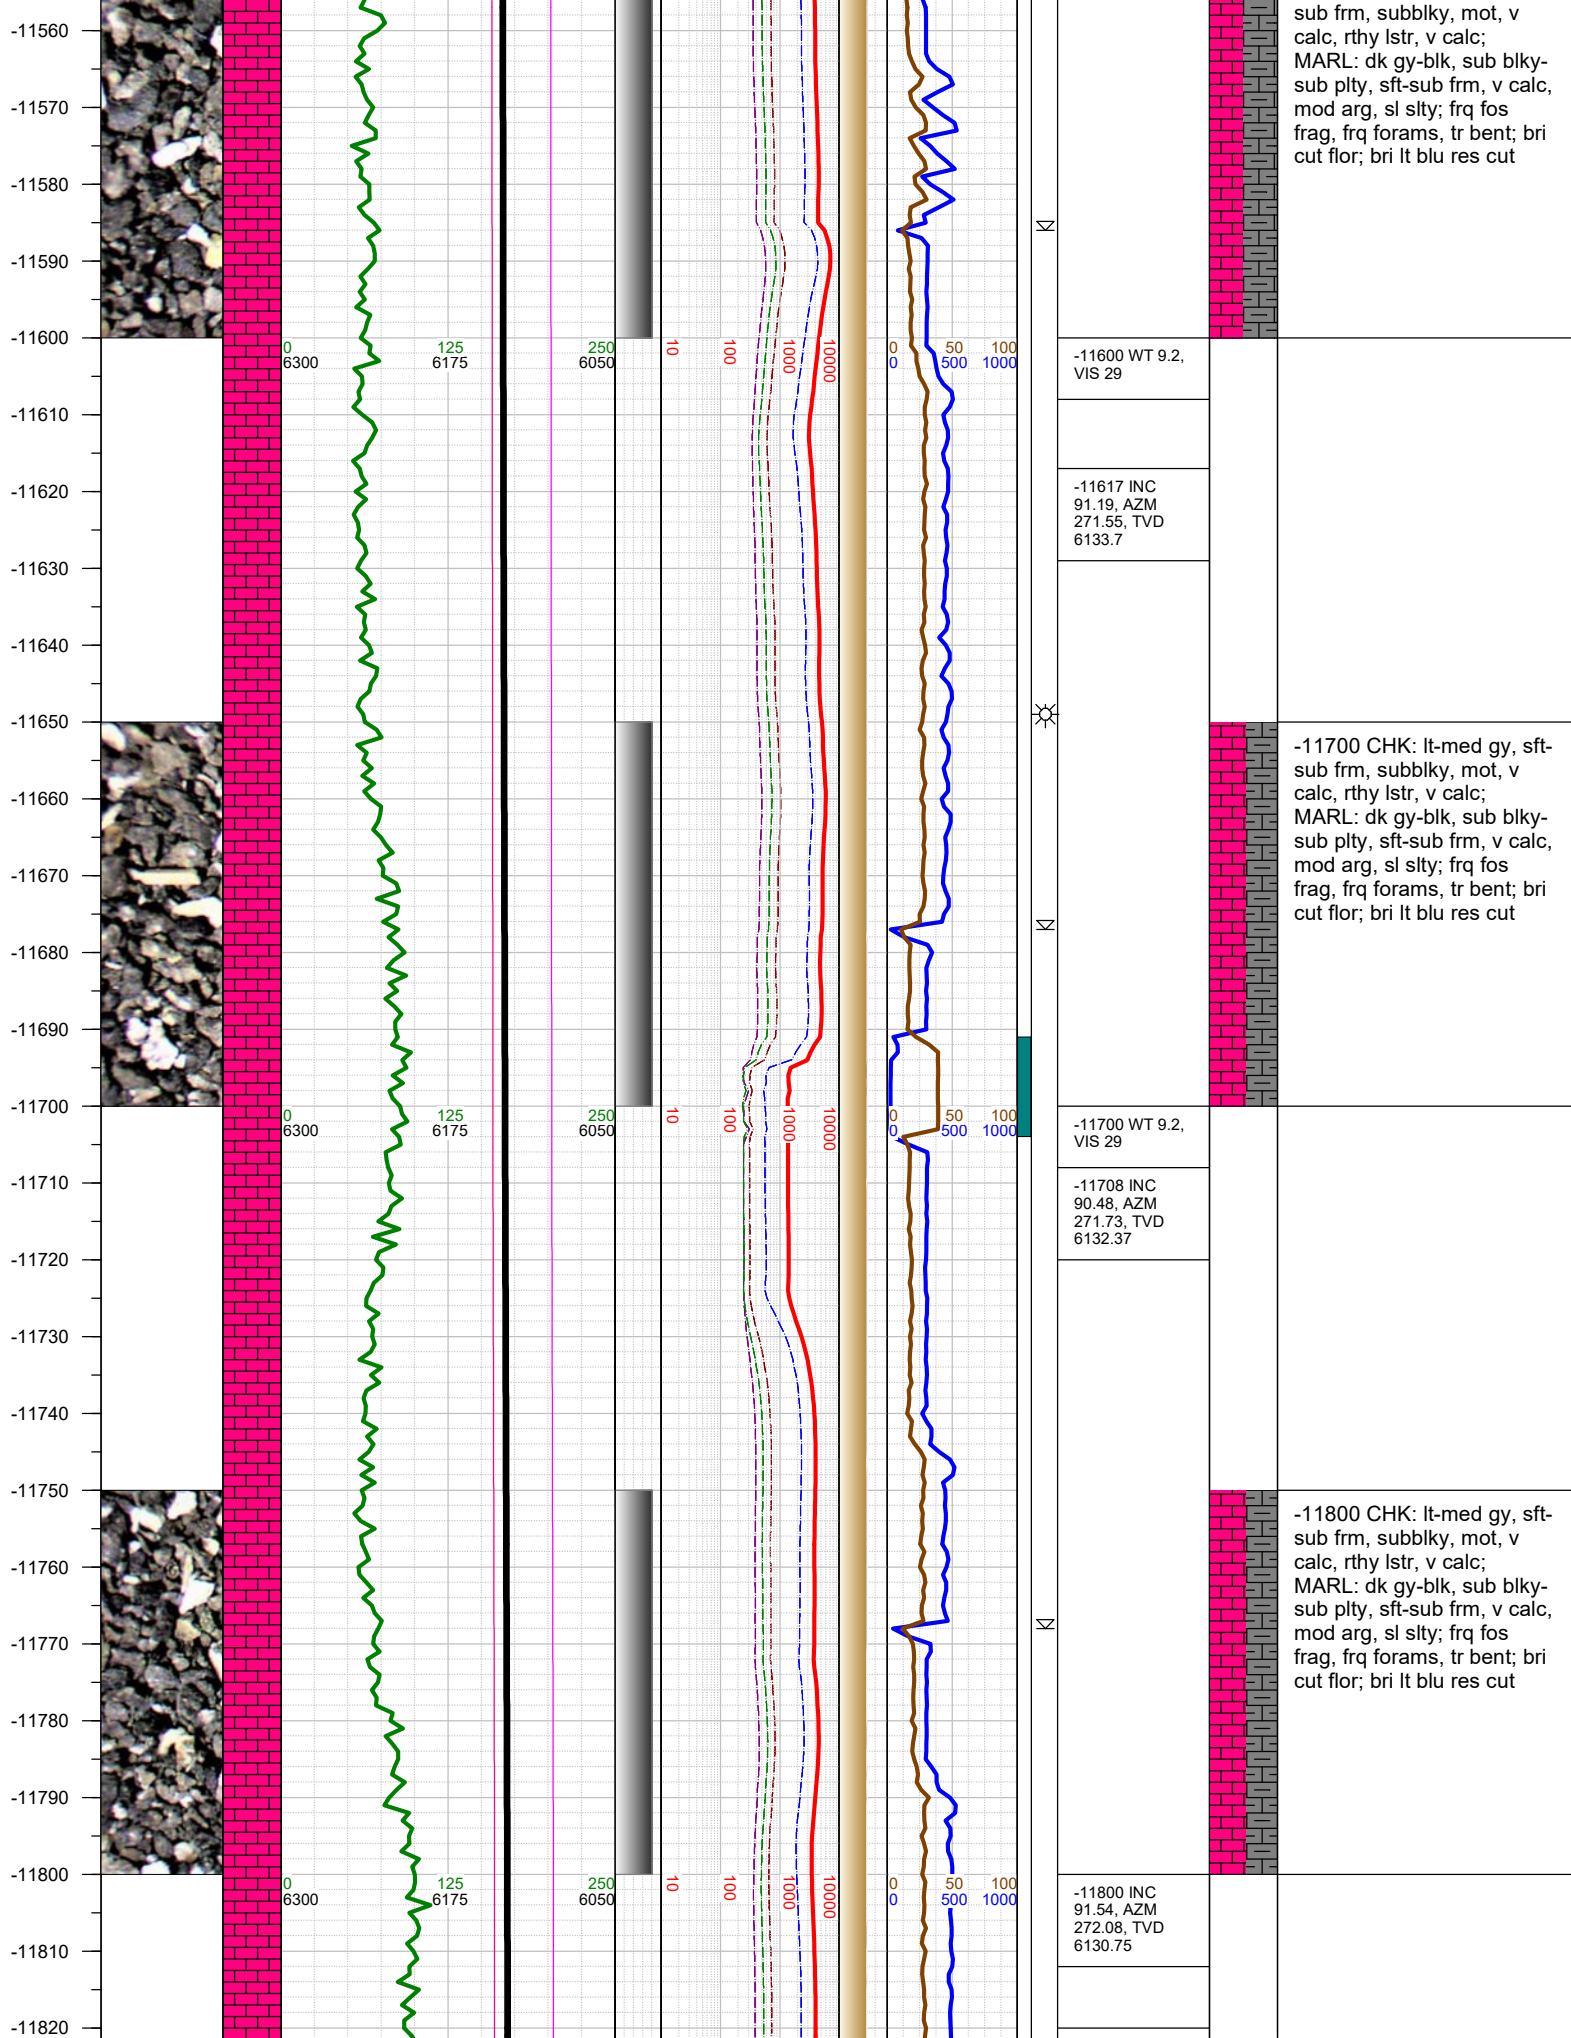 sub frm, subblky, mot, v
calc, rthy lstr, v calc;
MARL: dk gy-blk, sub blky-
sub plty, sft-sub frm, v calc,
mod arg, sl slty; frq fos
frag, frq forams, tr bent; bri
cut flor; bri lt blu res cut
-11560
-11570
-11580
-11590
-11600
0 125 250 10 100 1000 10000 0 50 100
6300 6175 6050 0 500 1000
-11600 WT 9.2,
VIS 29
-11610
-11617 INC
91.19, AZM
271.55, TVD
6133.7
-11620
-11630
-11640
-11650
-11700 CHK: lt-med gy, sft-
sub frm, subblky, mot, v
calc, rthy lstr, v calc;
MARL: dk gy-blk, sub blky-
sub plty, sft-sub frm, v calc,
mod arg, sl slty; frq fos
frag, frq forams, tr bent; bri
cut flor; bri lt blu res cut
-11660
-11670
-11680
-11690
-11700
0 125 250 10 100 1000 10000 0 50 100
6300 6175 6050 0 500 1000
-11700 WT 9.2,
VIS 29
-11708 INC
90.48, AZM
271.73, TVD
6132.37
-11710
-11720
-11730
-11740
-11750
-11800 CHK: lt-med gy, sft-
sub frm, subblky, mot, v
calc, rthy lstr, v calc;
MARL: dk gy-blk, sub blky-
sub plty, sft-sub frm, v calc,
mod arg, sl slty; frq fos
frag, frq forams, tr bent; bri
cut flor; bri lt blu res cut
-11760
-11770
-11780
-11790
-11800
0 125 250 10 100 1000 10000 0 50 100
6300 6175 6050 0 500 1000
-11800 INC
91.54, AZM
272.08, TVD
6130.75
-11810
-11820